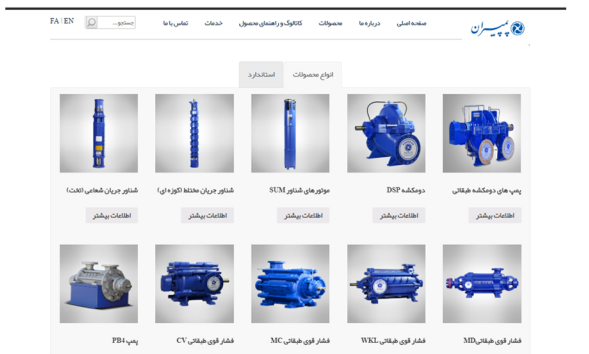 پمپیران
صفحه اصلی درباره ما محصولات کاتالوگ و راهنمای محصول خدمات تماس با ما
جستجو...
FA | EN
انواع محصولات استاندارد
پمپ های دومکشه طبقاتی دومکشه DSP موتورهای شناور SUM شناور جریان مختلط (کوزه ای) شناور جریان شعاعی (تخت)
اطلاعات بیشتر اطلاعات بیشتر اطلاعات بیشتر اطلاعات بیشتر اطلاعات بیشتر
فشار قوی طبقاتی MD, فشار قوی طبقاتی WKL فشار قوی طبقاتی MC فشار قوی طبقاتی CV پمپ PB4